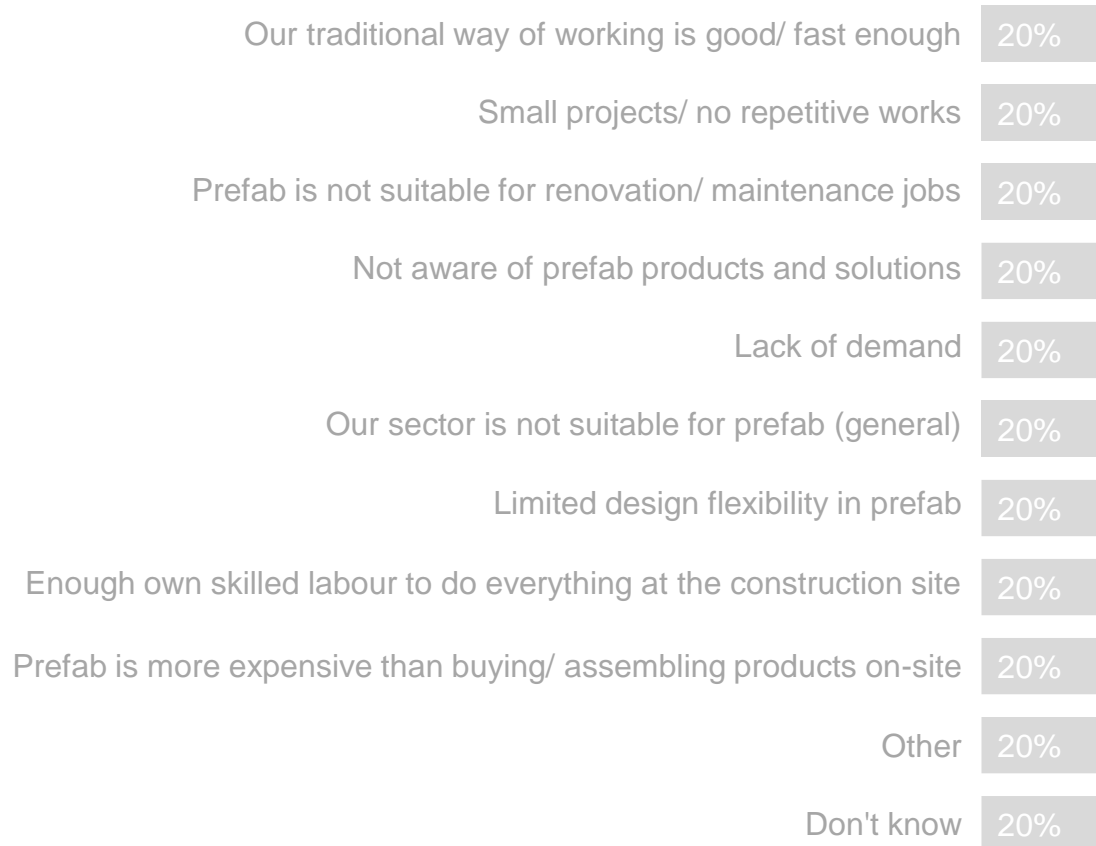 Our traditional way of working is good/ fast enough 20%
Small projects/ no repetitive works 20%
Prefab is not suitable for renovation/ maintenance jobs 20%
Not aware of prefab products and solutions 20%
Lack of demand 20%
Our sector is not suitable for prefab (general) 20%
Limited design flexibility in prefab 20%
Enough own skilled labour to do everything at the construction site 20%
Prefab is more expensive than buying/ assembling products on-site 20%
Other 20%
Don't know 20%